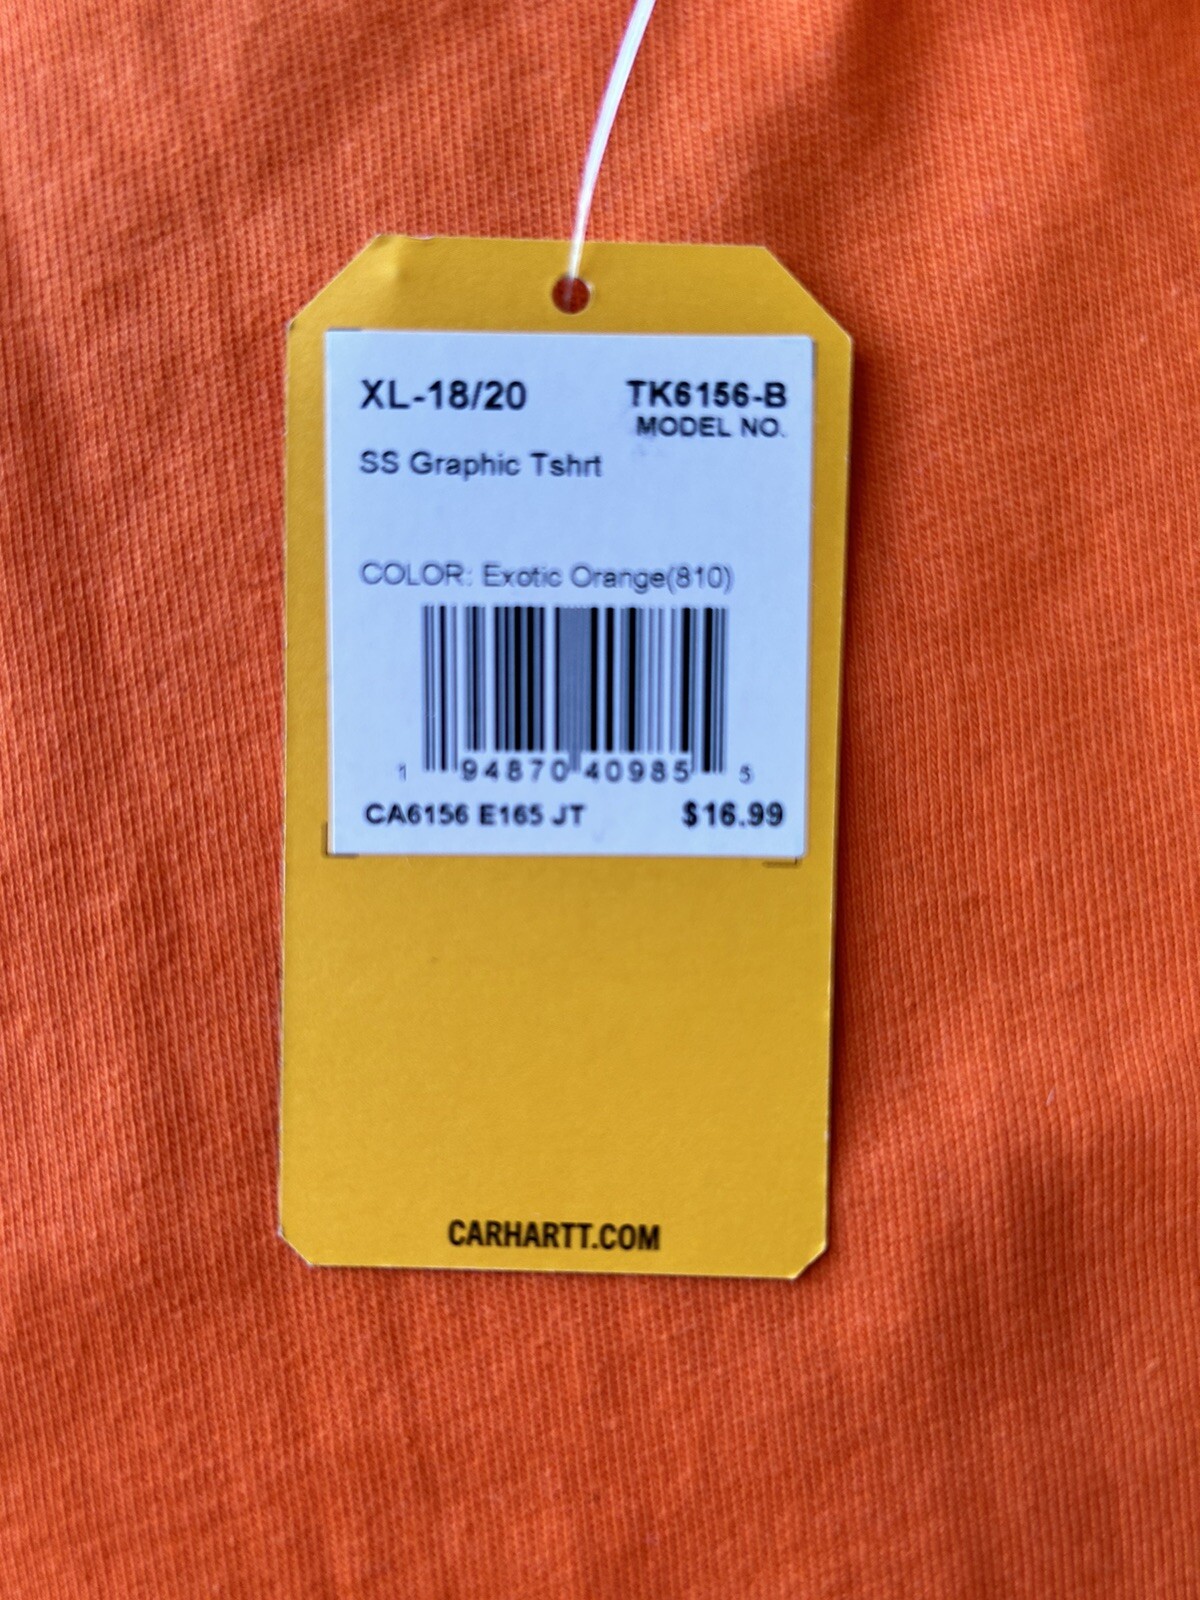 XL-18/20
TK6156-B
MODEL NO.
SS Graphic Tshrt
COLOR: Exotic Orange(810)
1 94870 40985 5
CA6156 E165 JT
$16.99
CARHARTT.COM